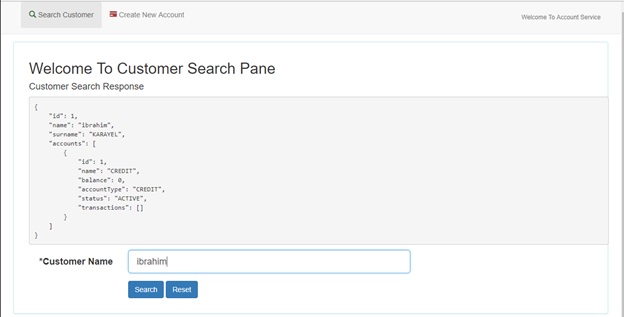 Search Customer Create New Account Welcome To Account Service
Welcome To Customer Search Pane
Customer Search Response
{
    "id": 1,
    "name": "ibrahim",
    "surname": "KARAYEL",
    "accounts": [
        {
            "id": 1,
            "name": "CREDIT",
            "balance": 0,
            "accountType": "CREDIT",
            "status": "ACTIVE",
            "transactions": []
        }
    ]
}
*Customer Name ibrahim
Search Reset